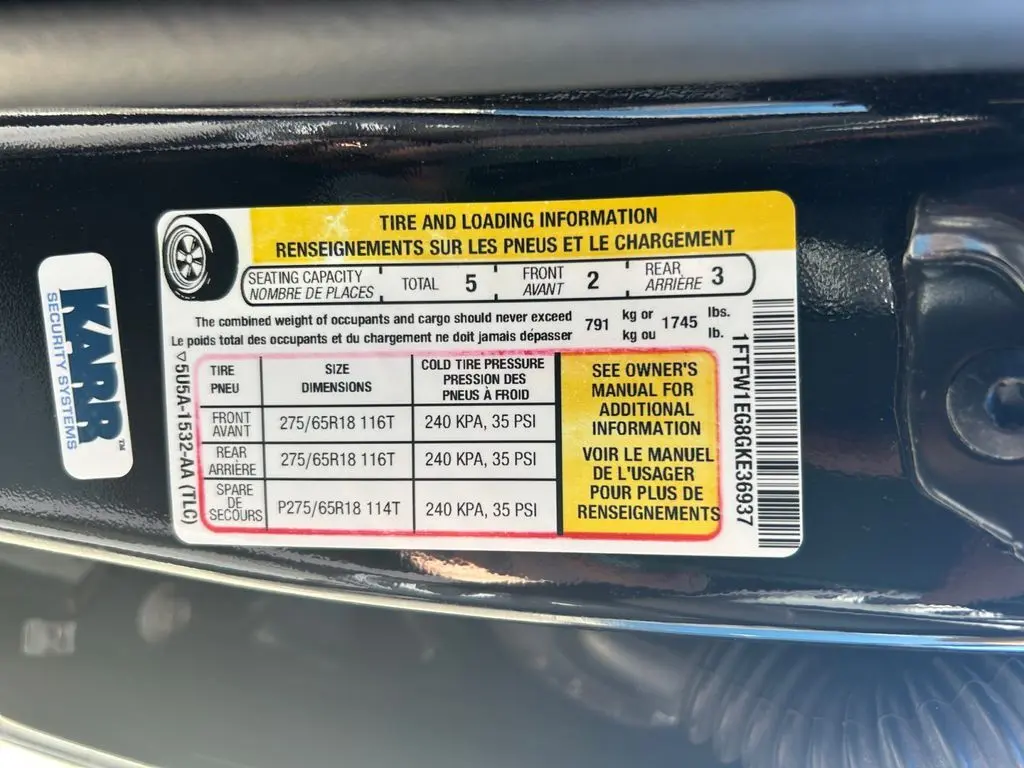 TIRE AND LOADING INFORMATION
RENSEIGNEMENTS SUR LES PNEUS ET LE CHARGEMENT
SEATING CAPACITY
NOMBRE DE PLACES
TOTAL 5
FRONT
AVANT 2
REAR
ARRIÈRE 3
The combined weight of occupants and cargo should never exceed 791 kg or 1745 lbs.
Le poids total des occupants et du chargement ne doit jamais dépasser kg ou lb.
TIRE
PNEU
SIZE
DIMENSIONS
COLD TIRE PRESSURE
PRESSION DES
PNEUS À FROID
FRONT
AVANT
275/65R18 116T
240 KPA, 35 PSI
REAR
ARRIÈRE
275/65R18 116T
240 KPA, 35 PSI
SPARE
DE
SECOURS
P275/65R18 114T
240 KPA, 35 PSI
SEE OWNER'S
MANUAL FOR
ADDITIONAL
INFORMATION
VOIR LE MANUEL
DE L'USAGER
POUR PLUS DE
RENSEIGNEMENTS
5U5A-1532-AA (TLC)
1FTFW1EG8GKE36937
KARR™
SECURITY SYSTEMS